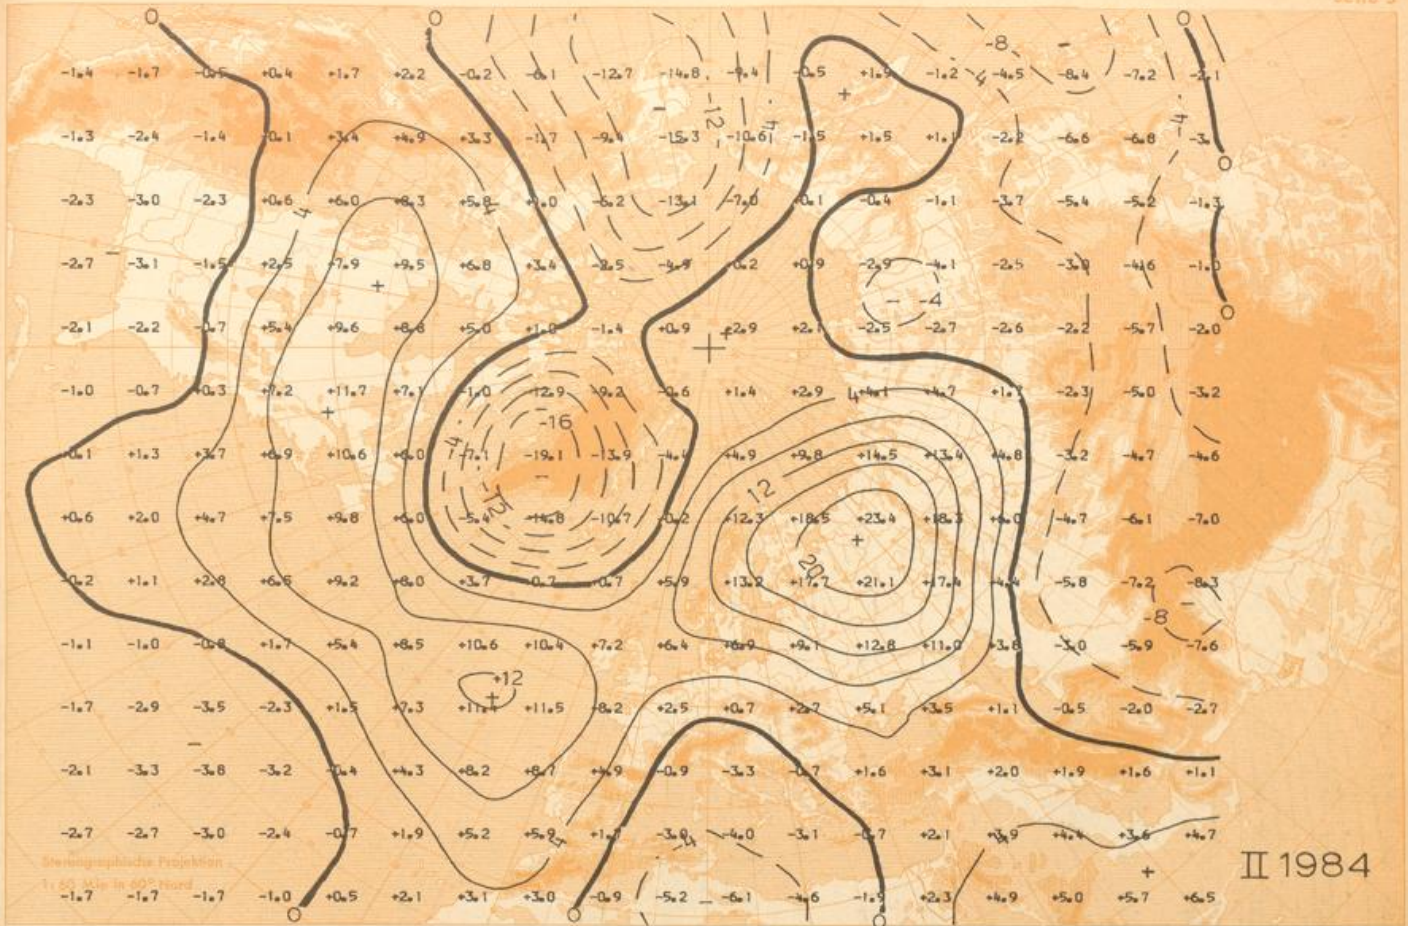 -1.4 -1.7 -0.5 +0.4 +1.7 +2.2 -0.2 -6.1 -12.7 -14.8 -9.4 -0.5 +1.9 -1.2 -4.5 -8.4 -7.2 -2.1
-1.3 -2.4 -1.4 -0.1 +3.4 +4.9 +3.3 -1.7 -9.4 -15.3 -10.6 -1.5 +1.5 +1.1 -2.2 -6.6 -6.8
-2.3 -3.0 -2.3 +0.6 +6.0 +8.3 +5.8 -6.2 -13.1 -7.0 +0.1 -0.4 -1.1 -3.7 -5.4 -5.2 -1.3
-2.7 -3.1 -1.5 +2.5 +7.9 +9.5 +6.8 +3.4 -2.5 -4.9 -0.2 +0.9 -2.9 -4.1 -2.5 -3.0 -4.6 -1.0
-2.1 -2.2 -0.7 +5.4 +9.6 +8.8 +5.0 +1.0 -1.4 +0.9 +2.9 +2.1 -2.5 -2.7 -2.6 -2.2 -5.7 -2.0
-1.0 -0.7 +0.3 +7.2 +11.7 +7.1 -1.0 -12.9 -9.2 -0.6 +1.4 +2.9 +4.1 +4.7 +1.7 -2.3 -5.0 -3.2
-0.1 +1.3 +3.7 +6.9 +10.6 +6.0 -7.1 -19.1 -13.9 -4.4 +4.9 +9.8 +14.5 +13.4 +4.8 -3.2 -4.7 -4.6
+0.6 +2.0 +4.7 +7.5 +9.8 +6.0 -5.4 -14.8 -10.7 -0.2 +12.3 +18.5 +23.4 +18.3 +6.0 -4.7 -6.1 -7.0
-0.2 +1.1 +2.8 +6.5 +9.2 +8.0 +3.7 -0.7 -0.7 +5.9 +13.2 +17.7 +21.1 +17.4 +4.4 -5.8 -7.2 -8.3
-1.1 -1.0 -0.8 +1.7 +5.4 +8.5 +10.6 +10.4 +7.2 +6.4 +6.9 +9.1 +12.8 +11.0 +3.8 -3.0 -5.9 -7.6
-1.7 -2.9 -3.5 -2.3 +1.5 +7.3 +11.4 +11.5 +8.2 +2.5 +0.7 +2.7 +5.1 +3.5 +1.1 -0.5 -2.0 -2.7
-2.1 -3.3 -3.8 -3.2 -0.4 +4.3 +8.2 +8.7 +4.9 -0.9 -3.3 -0.7 +1.6 +3.1 +2.0 +1.9 +1.6 +1.1
-2.7 -2.7 -3.0 -2.4 -0.7 +1.9 +5.2 +5.9 +1.7 -3.0 -4.0 -3.1 -0.7 +2.1 +3.9 +4.4 +3.6 +4.7
Stereographische Projektion
1: 60 Mio in 60° Nord
II 1984
-1.7 -1.7 -1.7 -1.0 +0.5 +2.1 +3.1 +3.0 -0.9 -5.2 -6.1 -4.6 -1.9 +2.3 +4.9 +5.0 +5.7 +6.5